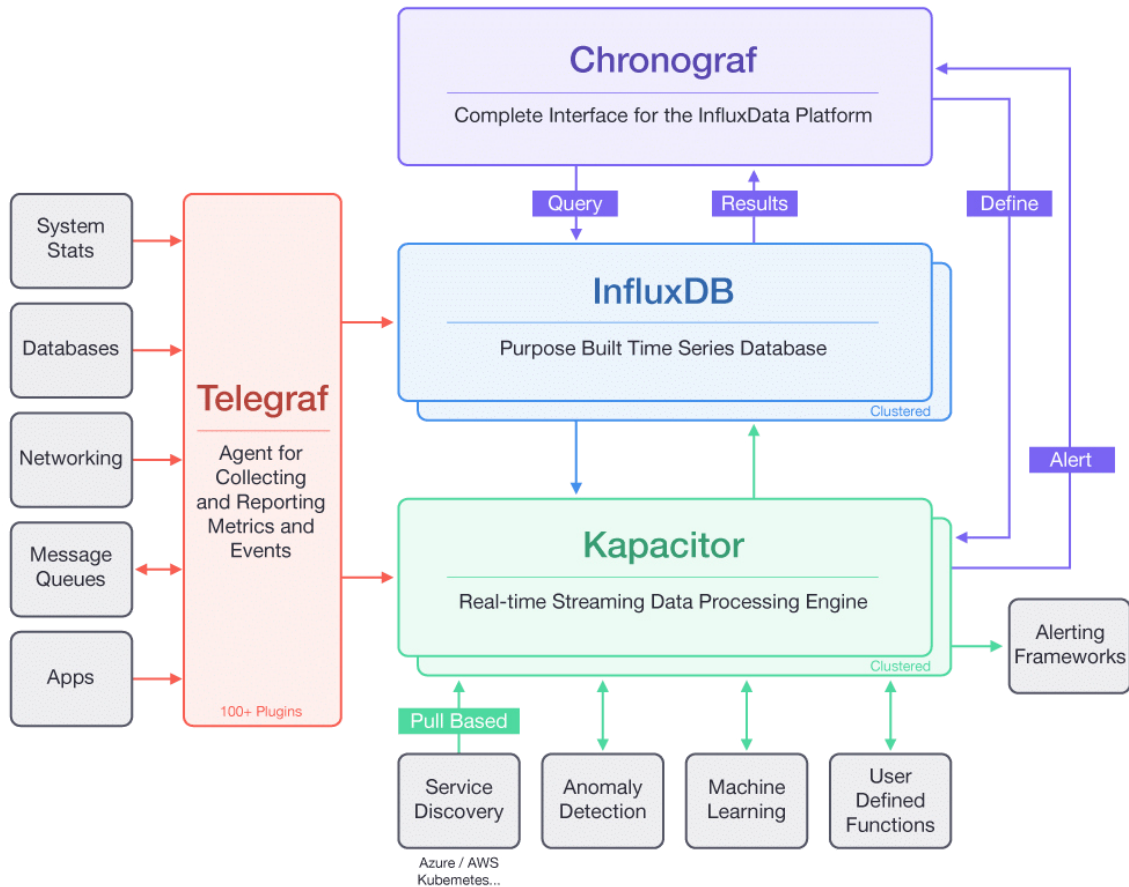 Chronograf
Complete Interface for the InfluxData Platform
Query
Results
Define
System
Stats
Databases
Networking
Message
Queues
Apps
Telegraf
Agent for
Collecting
and Reporting
Metrics and
Events
100+ Plugins
InfluxDB
Purpose Built Time Series Database
Clustered
Alert
Kapacitor
Real-time Streaming Data Processing Engine
Clustered
Alerting
Frameworks
Pull Based
Service
Discovery
Azure / AWS
Kubemetes...
Anomaly
Detection
Machine
Learning
User
Defined
Functions